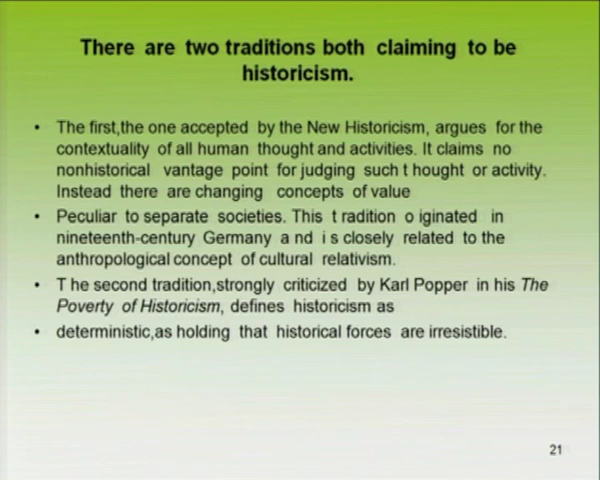 There are two traditions both claiming to be
historicism.
• The first,the one accepted by the New Historicism, argues for the
contextuality of all human thought and activities. It claims no
nonhistorical vantage point for judging such t hought or activity.
Instead there are changing concepts of value
• Peculiar to separate societies. This t radition o iginated in
nineteenth-century Germany a nd i s closely related to the
anthropological concept of cultural relativism.
• T he second tradition,strongly criticized by Karl Popper in his The
Poverty of Historicism, defines historicism as
• deterministic,as holding that historical forces are irresistible.
21